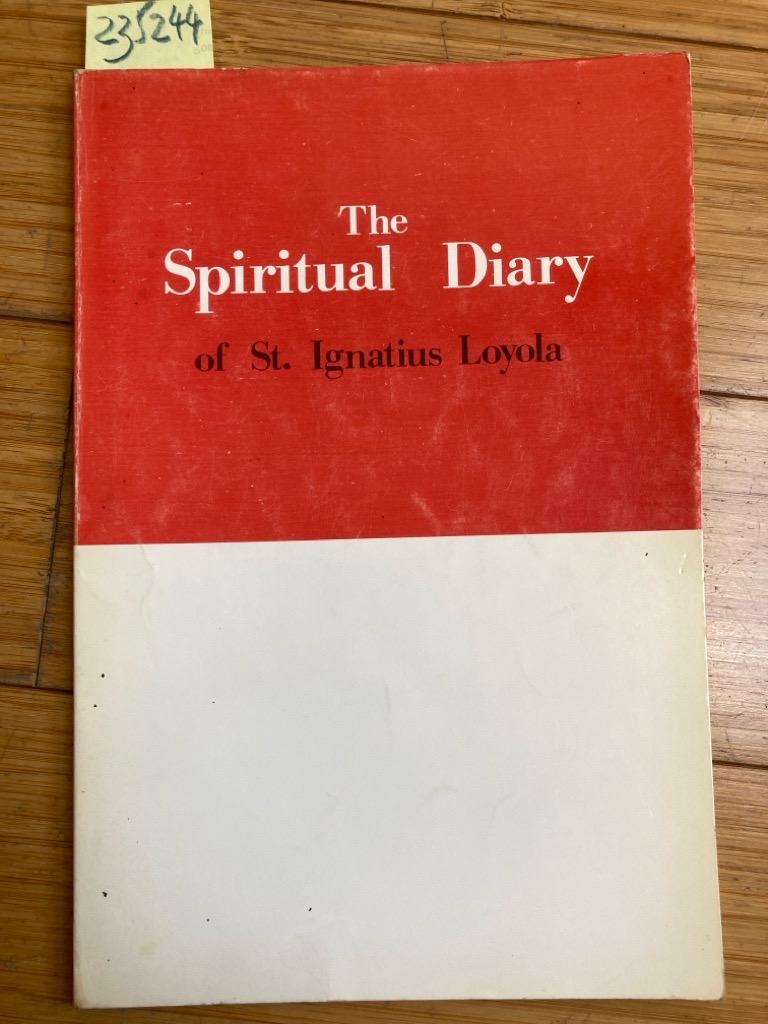 235244
The
Spiritual Diary
of St. Ignatius Loyola